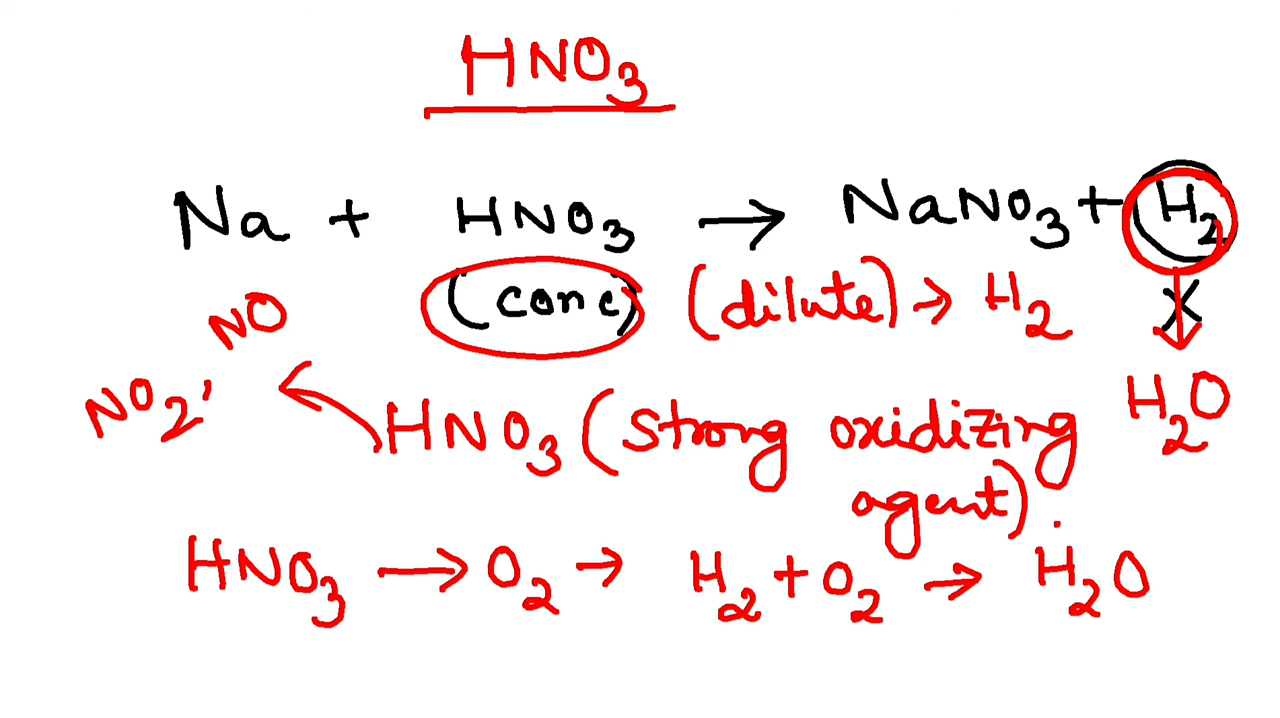 HNO3
Na + HNO3 → NaNO3 + H2
(conc) (dilute) → H2 X
NO
NO2, HNO3 (strong oxidizing H2O
agent).
HNO3 → O2 → H2 + O2 → H2O